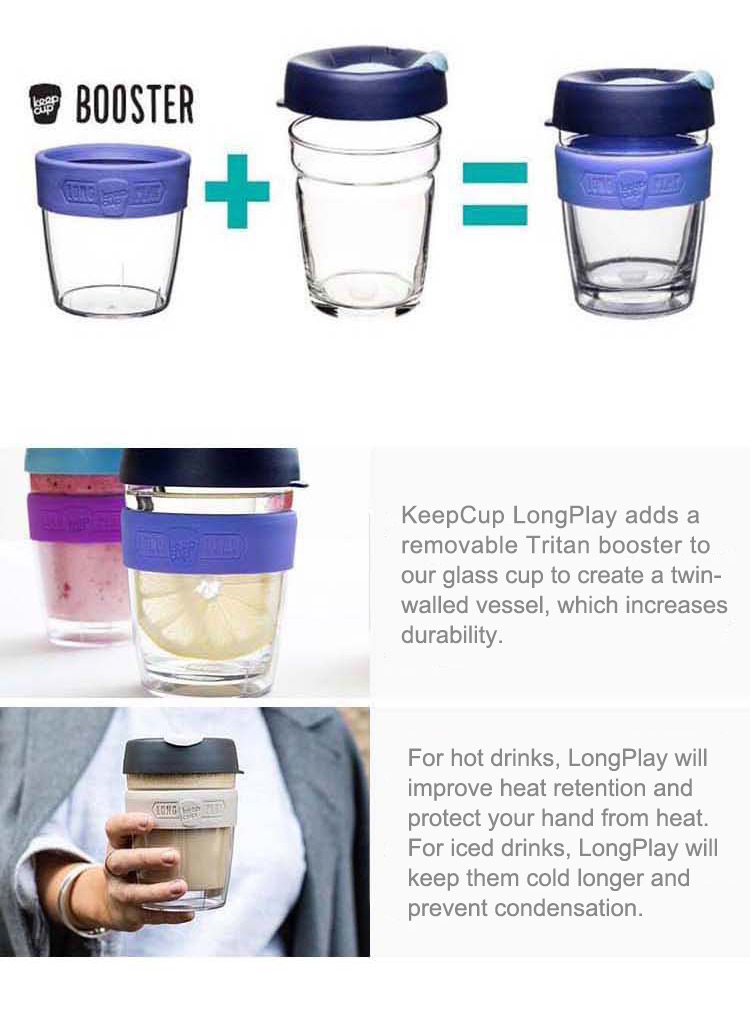 keep
cup
BOOSTER
LONG keep cup PLAY
LONG keep cup PLAY
KeepCup LongPlay adds a
removable Tritan booster to
our glass cup to create a twin-
walled vessel, which increases
durability.
LONG keep cup PLAY
For hot drinks, LongPlay will
improve heat retention and
protect your hand from heat.
For iced drinks, LongPlay will
keep them cold longer and
prevent condensation.